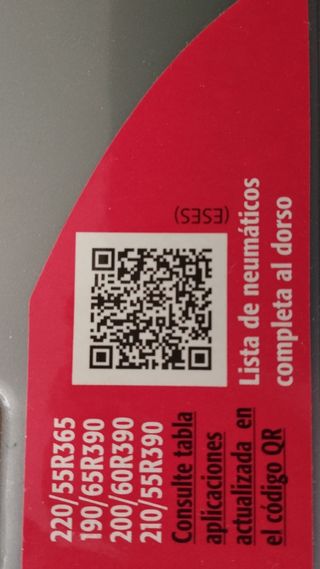 220/55R365
190/65R390
200/60R390
210/55R390
Consulte tabla
aplicaciones
actualizada en
el código QR
(ESES)
Lista de neumáticos
completa al dorso